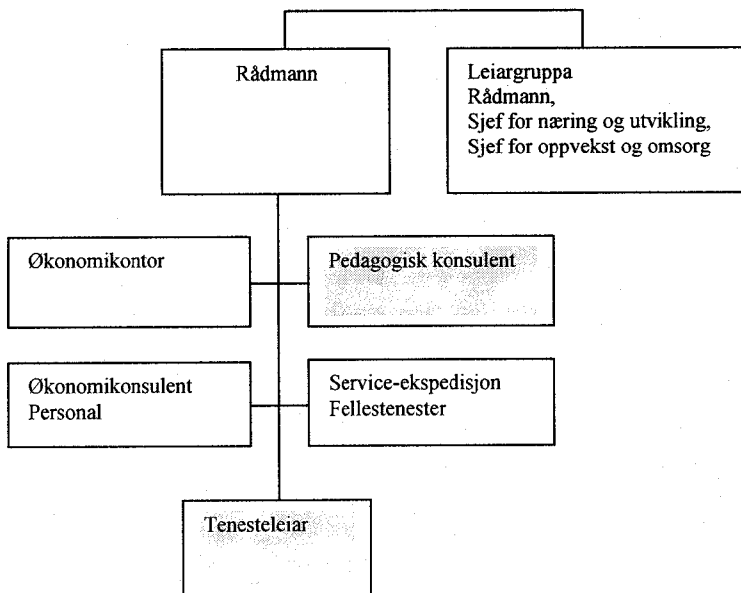 Rådmann
Leiargruppa
Rådmann,
Sjef for næring og utvikling,
Sjef for oppvekst og omsorg
Økonomikontor
Pedagogisk konsulent
Økonomikonsulent
Personal
Service-ekspedisjon
Fellestenester
Tenesteleiar